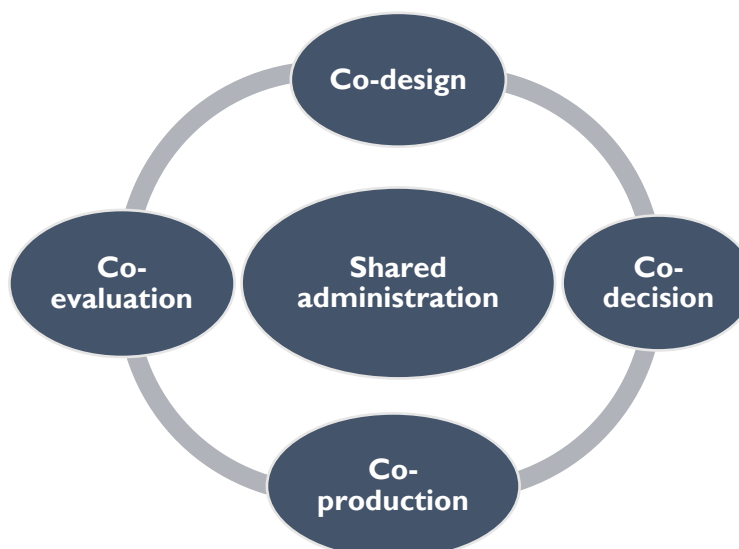 Co-design
Co-
evaluation
Shared
administration
Co-
decision
Co-
production